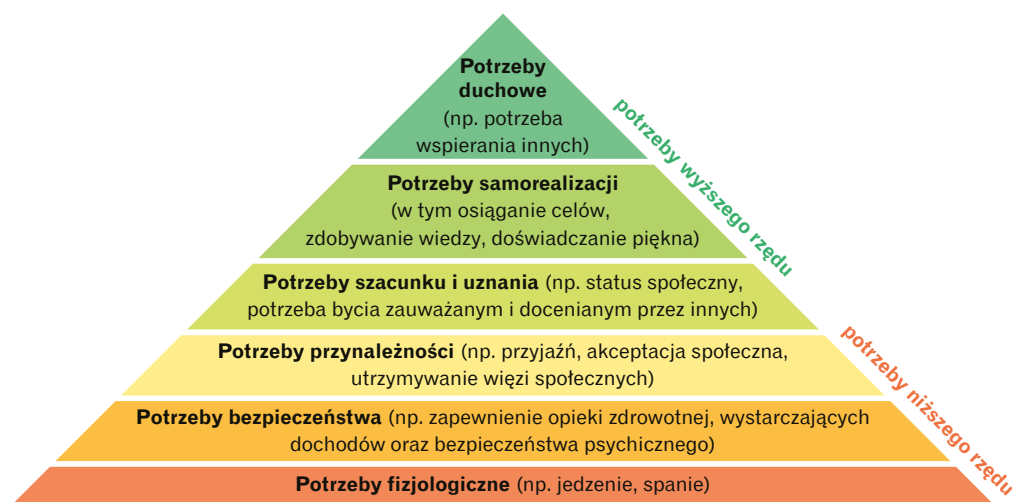 Potrzeby
duchowe
(np. potrzeba
wspierania innych)
potrzeby wyższego rzędu
Potrzeby samorealizacji
(w tym osiąganie celów,
zdobywanie wiedzy, doświadczanie piękna)
Potrzeby szacunku i uznania (np. status społeczny,
potrzeba bycia zauważanym i docenianym przez innych)
potrzeby niższego rzędu
Potrzeby przynależności (np. przyjaźń, akceptacja społeczna,
utrzymywanie więzi społecznych)
Potrzeby bezpieczeństwa (np. zapewnienie opieki zdrowotnej, wystarczających
dochodów oraz bezpieczeństwa psychicznego)
Potrzeby fizjologiczne (np. jedzenie, spanie)